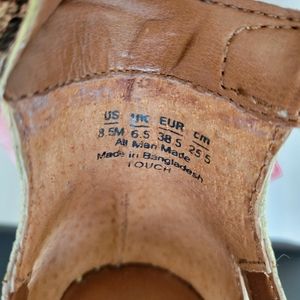 US UK EUR cm
8.5M 6.5 38.5 25.5
All Man Made
Made in Bangladesh
TOUCH